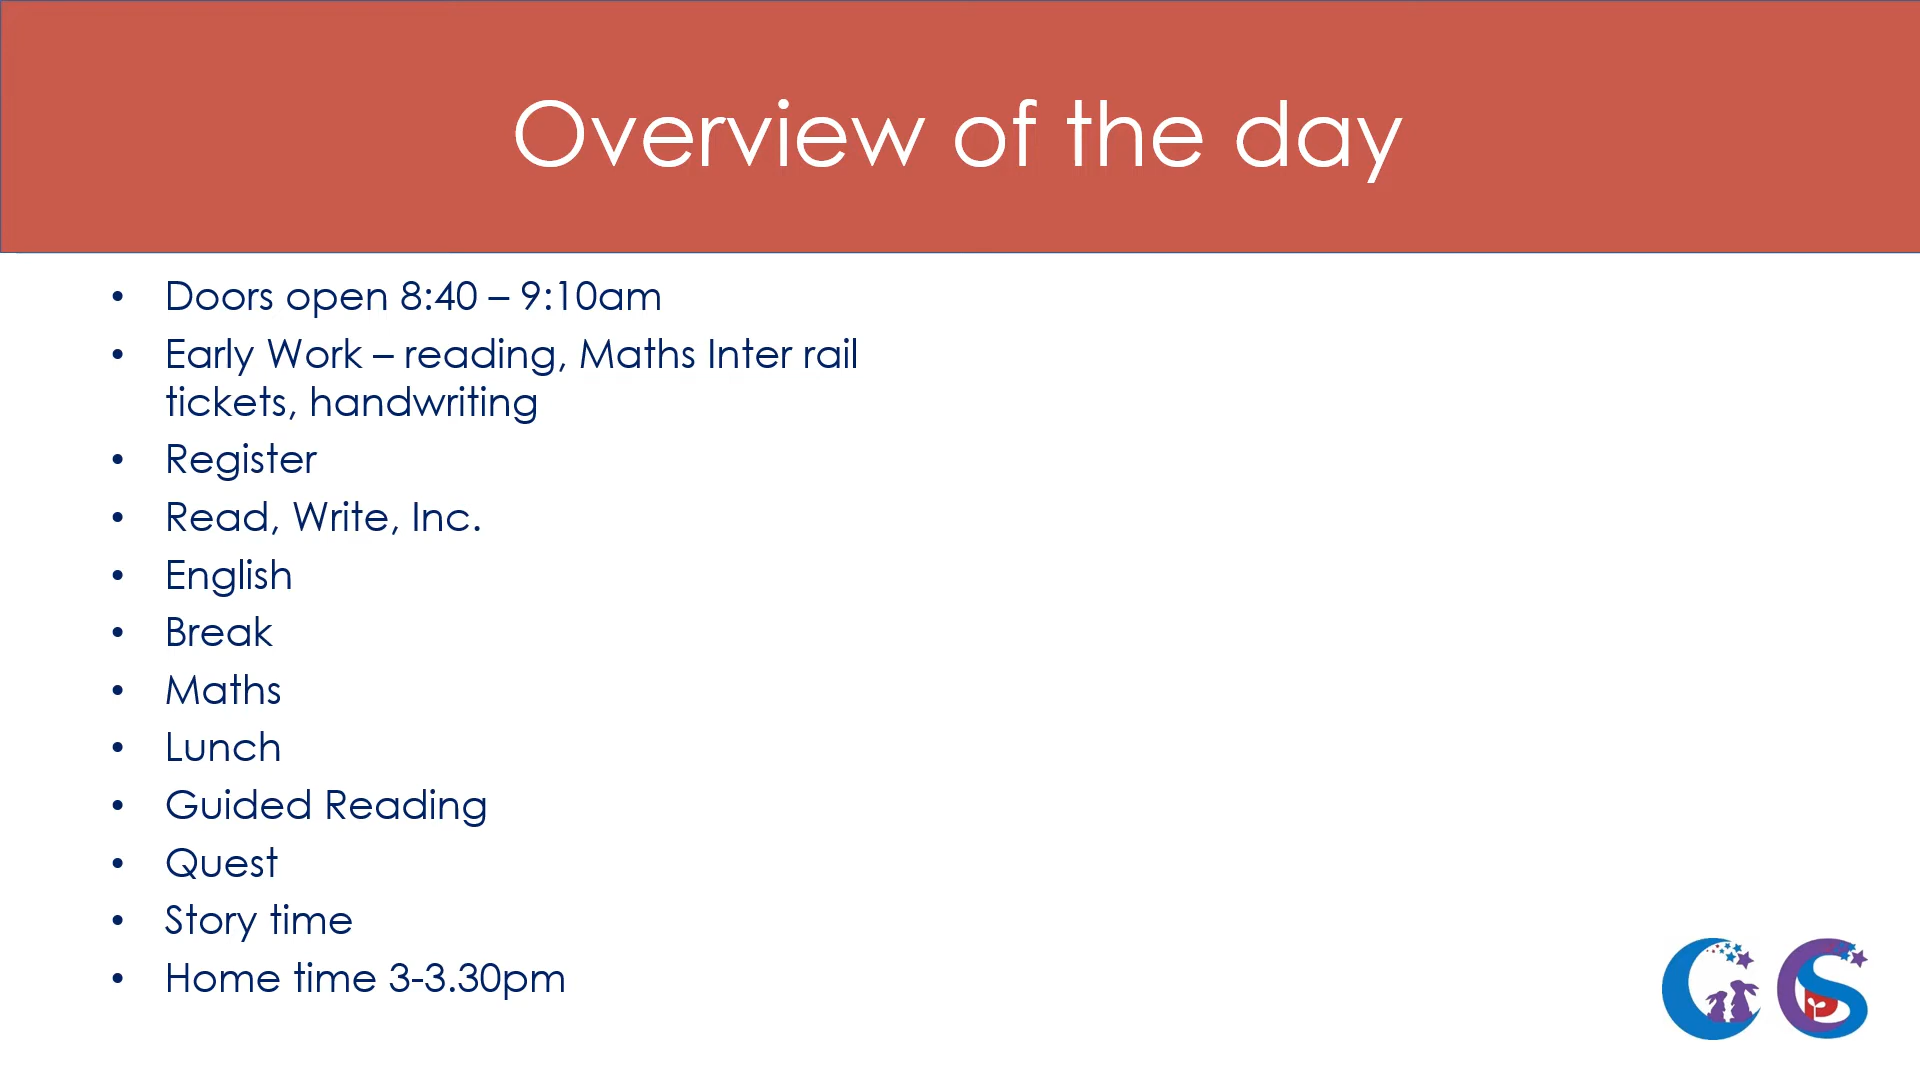 Overview of the day
• Doors open 8:40 – 9:10am
• Early Work – reading, Maths Inter rail
tickets, handwriting
• Register
• Read, Write, Inc.
• English
• Break
• Maths
• Lunch
• Guided Reading
• Quest
• Story time
• Home time 3-3.30pm